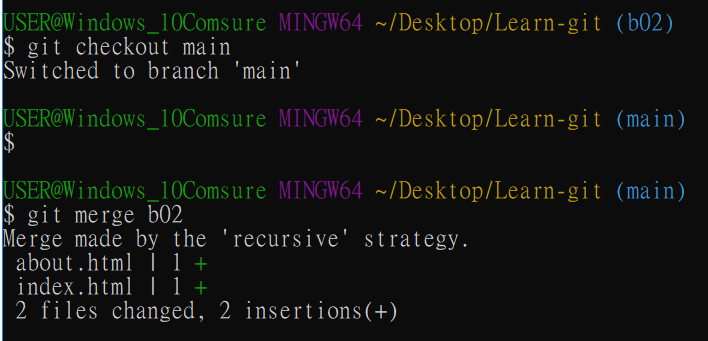 USER@Windows_10Comsure MINGW64 ~/Desktop/Learn-git (b02)
$ git checkout main
Switched to branch 'main'
USER@Windows_10Comsure MINGW64 ~/Desktop/Learn-git (main)
$
USER@Windows_10Comsure MINGW64 ~/Desktop/Learn-git (main)
$ git merge b02
Merge made by the 'recursive' strategy.
 about.html | 1 +
 index.html | 1 +
 2 files changed, 2 insertions(+)